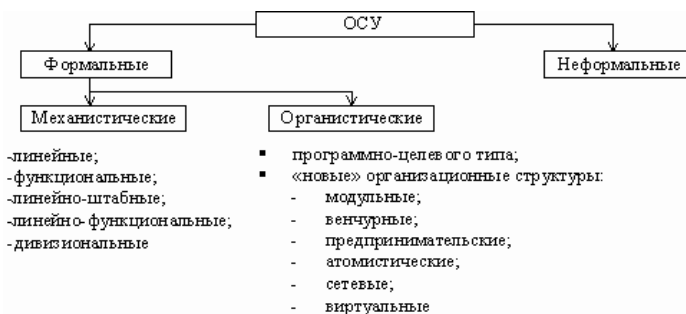 ОСУ
Формальные
Неформальные
Механистические
Органистические
-линейные;
-функциональные;
-линейно-штабные;
-линейно-функциональные;
-дивизиональные
▪ программно-целевого типа;
▪ «новые» организационные структуры:
- модульные;
- венчурные;
- предпринимательские;
- атомистические;
- сетевые;
- виртуальные